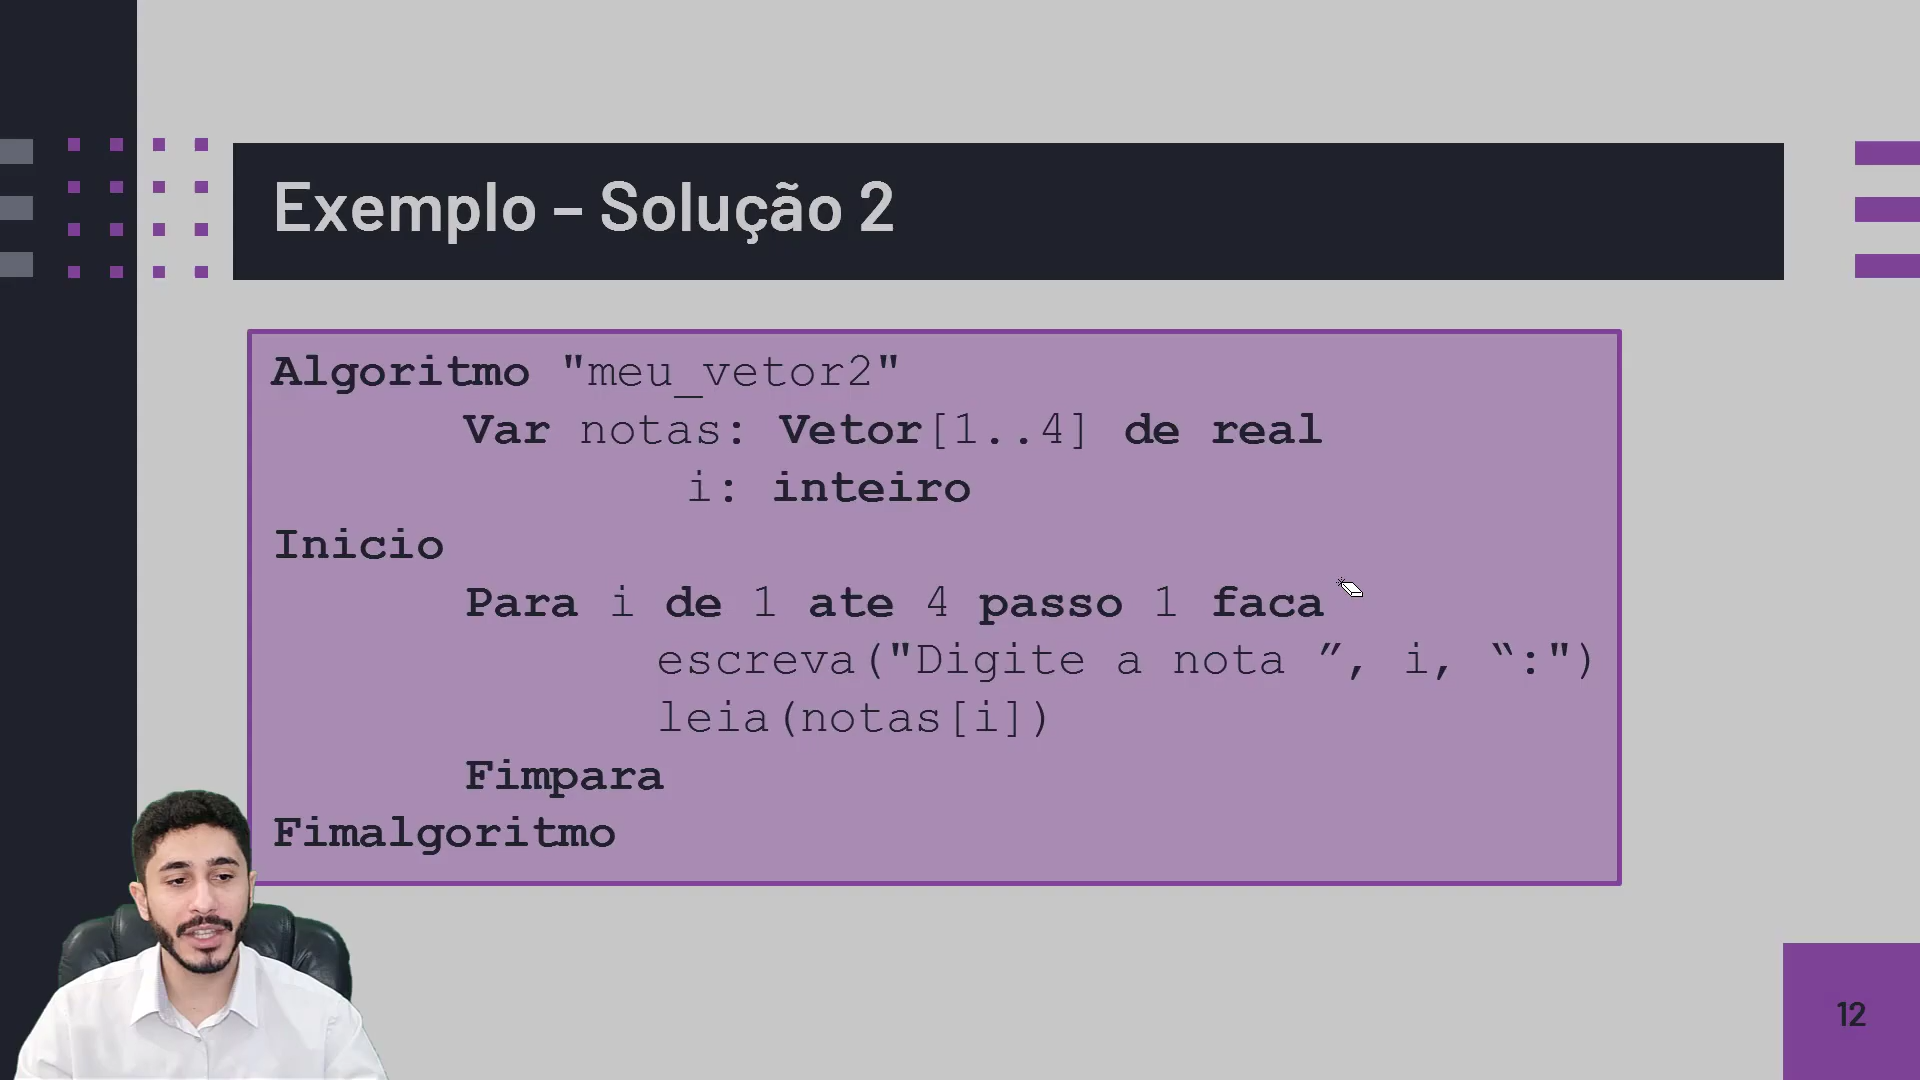 Exemplo – Solução 2
Algoritmo "meu_vetor2"
Var notas: Vetor[1..4] de real
i: inteiro
Inicio
Para i de 1 ate 4 passo 1 faca
escreva("Digite a nota ”, i, “:")
leia(notas[i])
Fimpara
Fimalgoritmo
12